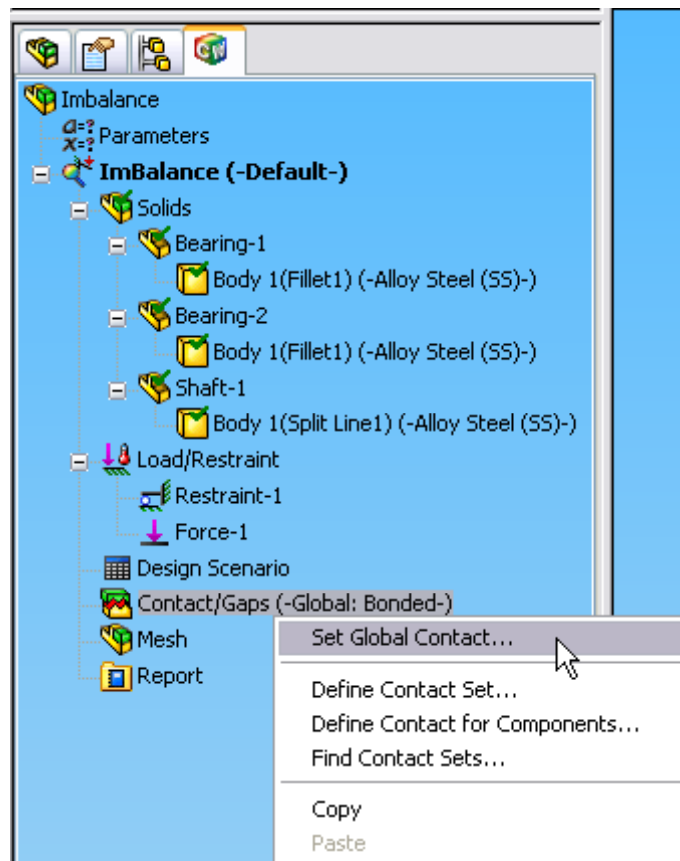 Imbalance
Parameters
ImBalance (-Default-)
Solids
Bearing-1
Body 1(Fillet1) (-Alloy Steel (SS)-)
Bearing-2
Body 1(Fillet1) (-Alloy Steel (SS)-)
Shaft-1
Body 1(Split Line1) (-Alloy Steel (SS)-)
Load/Restraint
Restraint-1
Force-1
Design Scenario
Contact/Gaps (-Global: Bonded-)
Mesh
Report
Set Global Contact...
Define Contact Set...
Define Contact for Components...
Find Contact Sets...
Copy
Paste